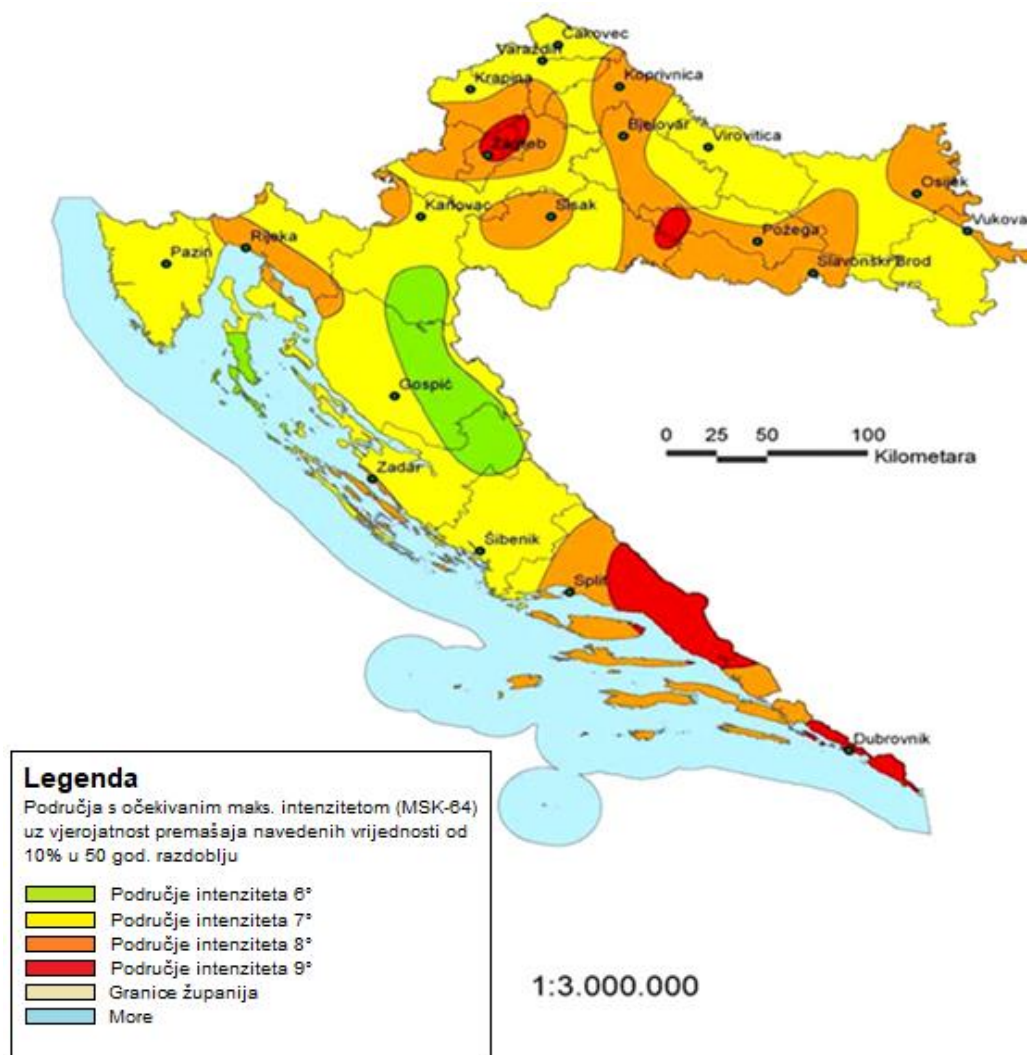 Čakovec
Varaždin
Krapina
Koprivnica
Bjelovar
Virovitica
Zagreb
Osijek
Kaňovac
Sisak
Vukova
Požega
Rijeka
Pazin
Slavonski Brod
Gospić
0 25 50 100
Kilometara
Zadar
Šibenik
Split
Dubrovnik
Legenda
Područja s očekivanim maks. intenzitetom (MSK-64)
uz vjerojatnost premašaja navedenih vrijednosti od
10% u 50 god. razdoblju
Područje intenziteta 6°
Područje intenziteta 7°
Područje intenziteta 8°
Područje intenziteta 9°
Granice županija
More
1:3.000.000